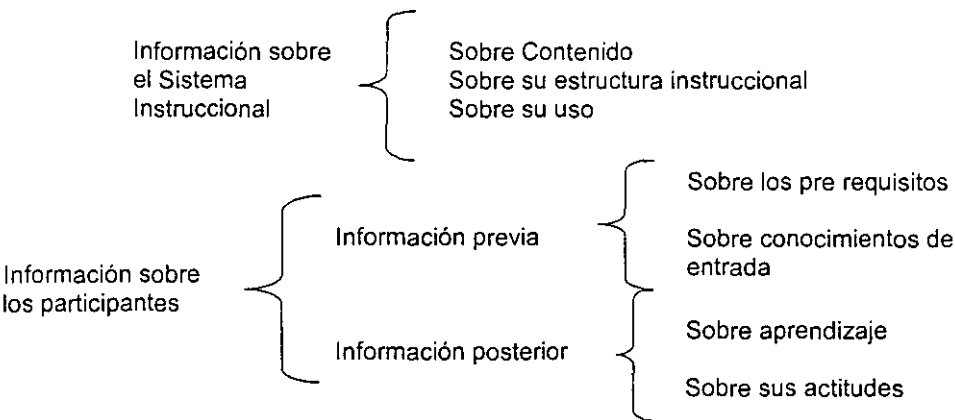 Información sobre
el Sistema
Instruccional
Sobre Contenido
Sobre su estructura instruccional
Sobre su uso
Información sobre
los participantes
Información previa
Sobre los pre requisitos
Sobre conocimientos de
entrada
Información posterior
Sobre aprendizaje
Sobre sus actitudes